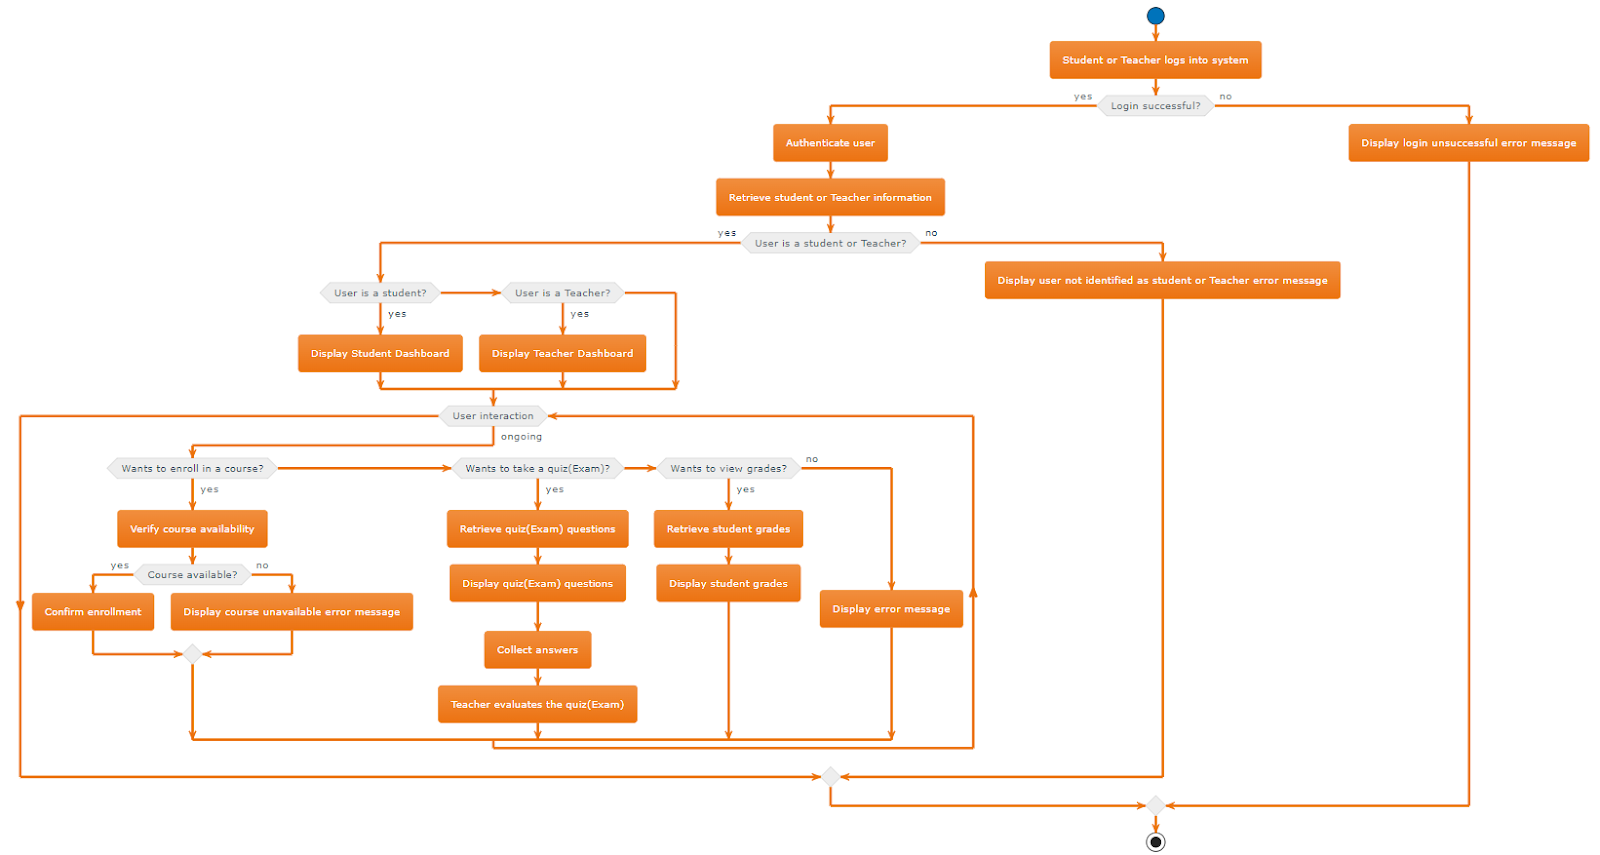 Student or Teacher logs into system
yes
Login successful?
no
Authenticate user
Display login unsuccessful error message
Retrieve student or Teacher information
yes
User is a student or Teacher?
no
Display user not identified as student or Teacher error message
User is a student?
User is a Teacher?
yes
yes
Display Student Dashboard
Display Teacher Dashboard
User interaction
ongoing
Wants to enroll in a course?
Wants to take a quiz(Exam)?
Wants to view grades?
no
yes
yes
yes
Verify course availability
Retrieve quiz(Exam) questions
Retrieve student grades
yes
Course available?
no
Display quiz(Exam) questions
Display student grades
Confirm enrollment
Display course unavailable error message
Display error message
Collect answers
Teacher evaluates the quiz(Exam)